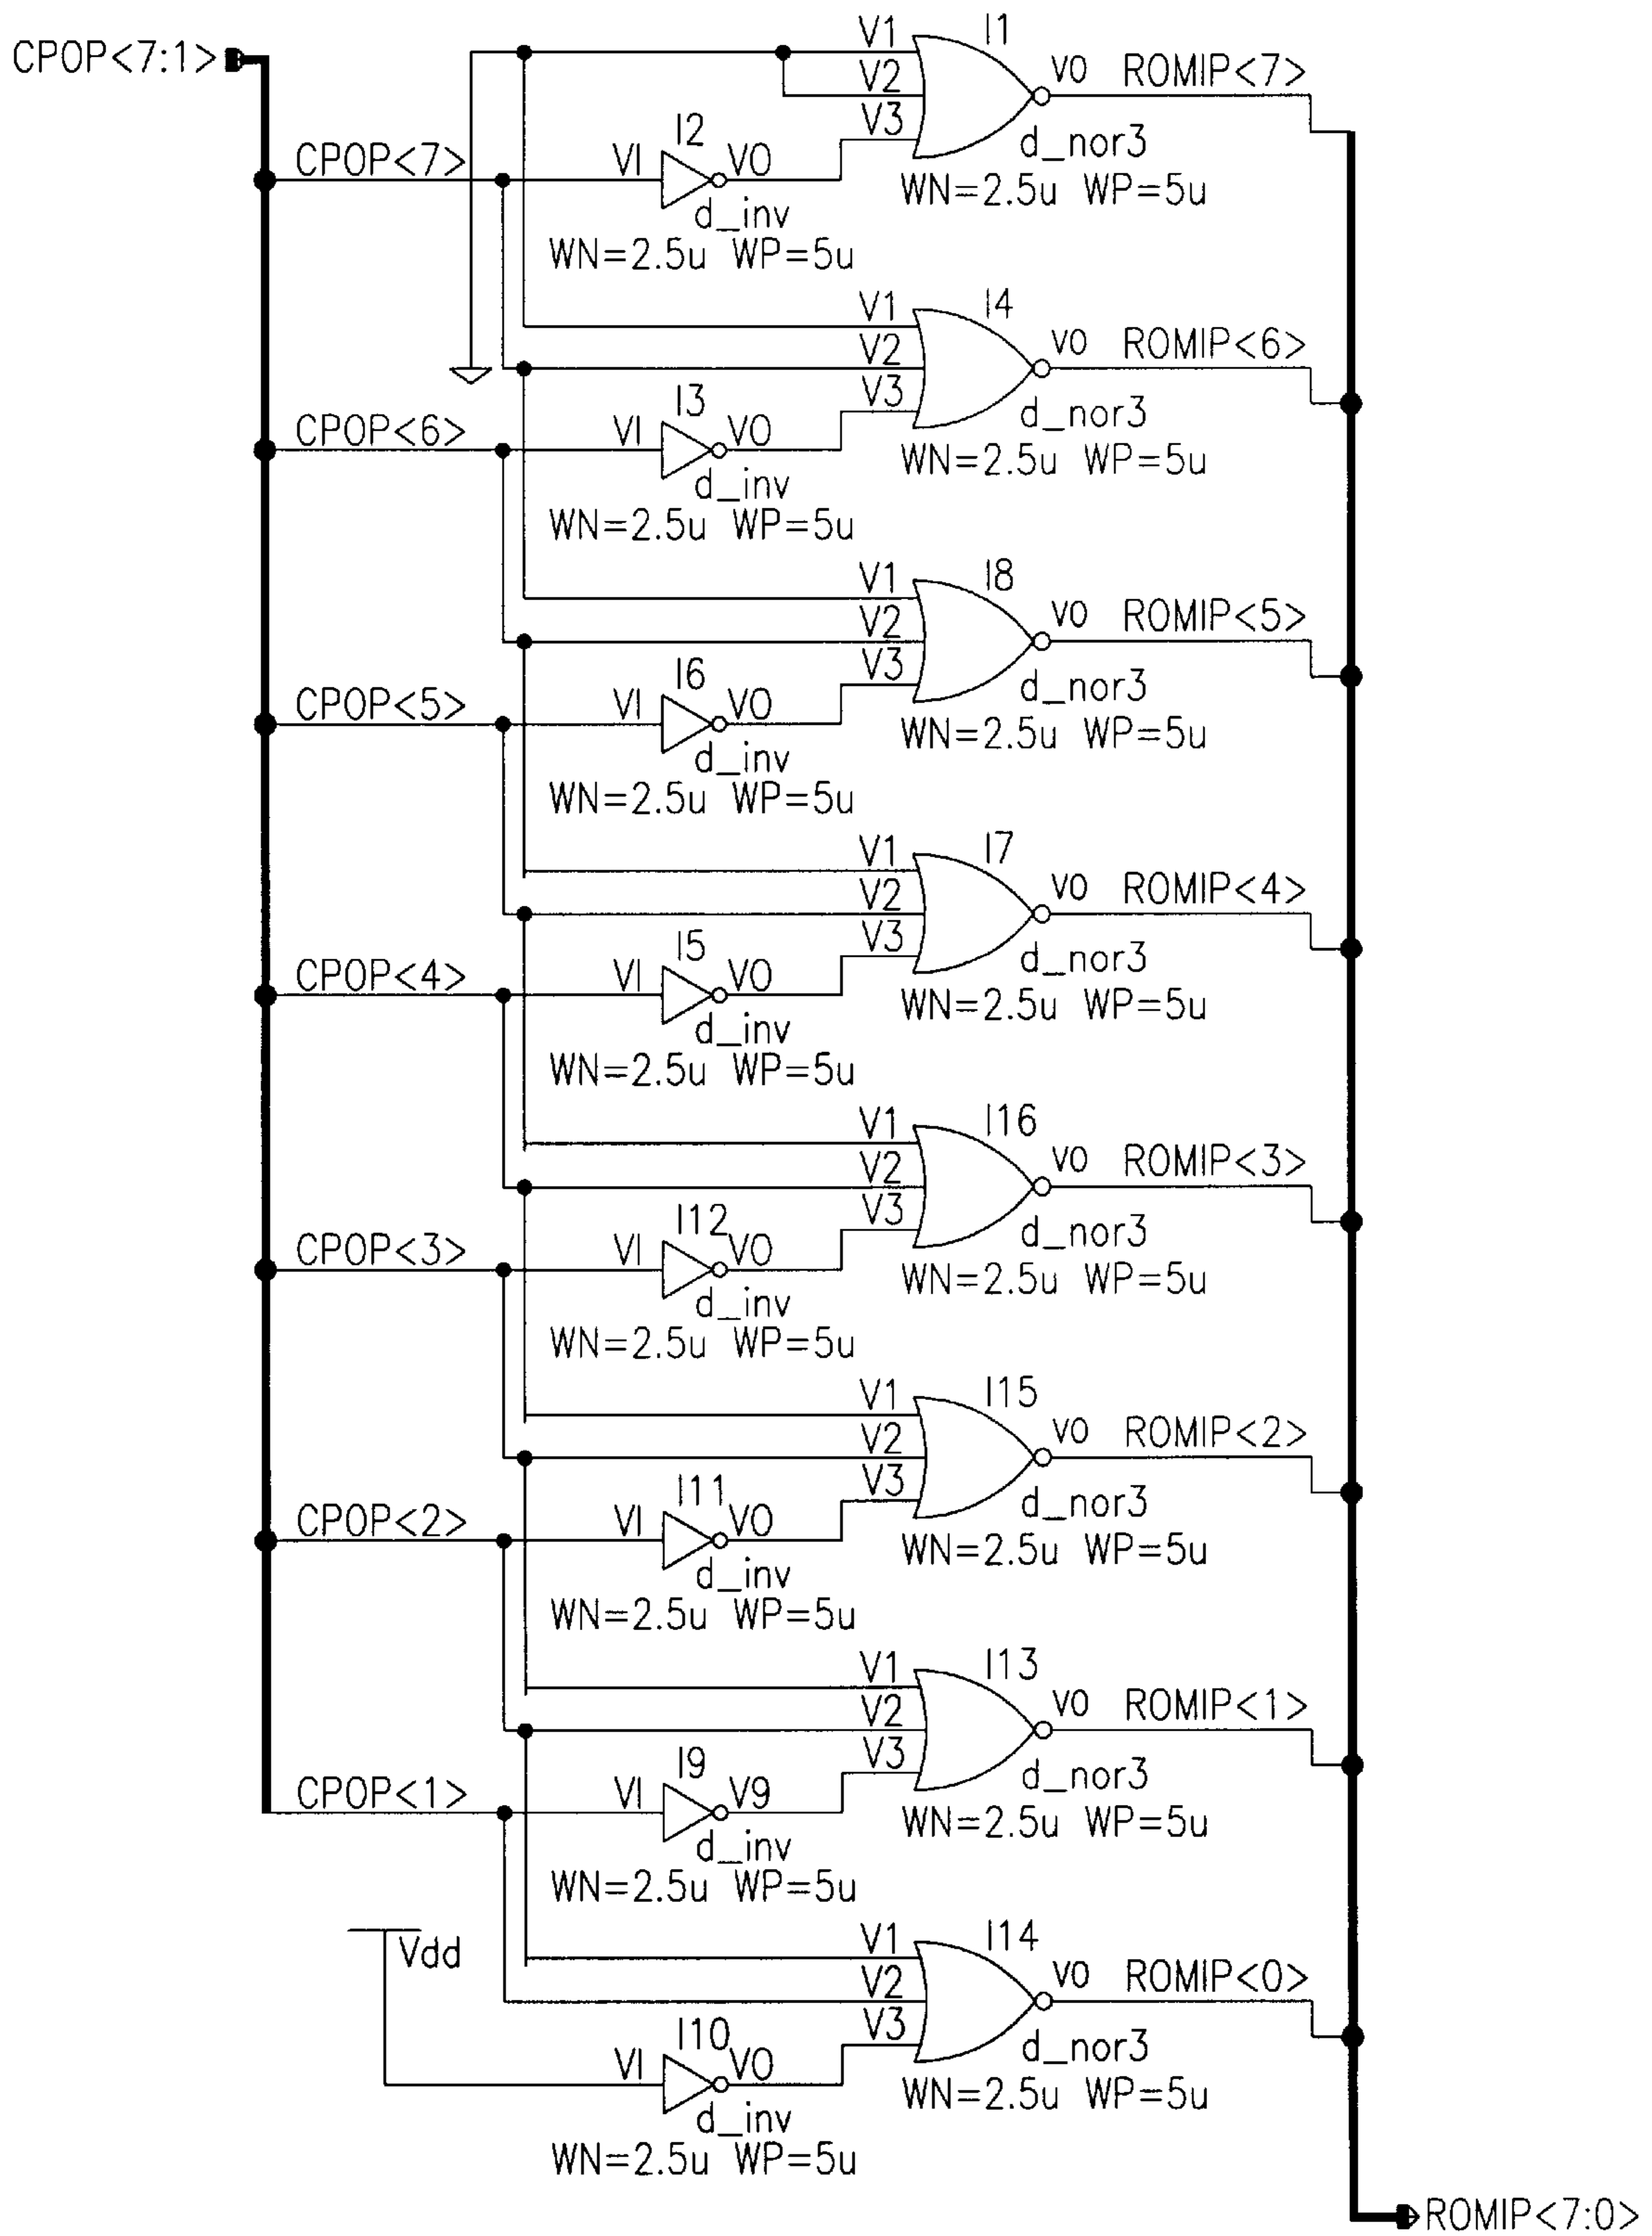 CPOP<7:1>
V1
I1
V2
V0
ROMIP<7>
V3
d_nor3
WN=2.5u WP=5u
CPOP<7>
VI
I2
VO
d_inv
WN=2.5u WP=5u
V1
I4
V2
V0
ROMIP<6>
V3
d_nor3
WN=2.5u WP=5u
CPOP<6>
VI
I3
VO
d_inv
WN=2.5u WP=5u
V1
I8
V2
V0
ROMIP<5>
V3
d_nor3
WN=2.5u WP=5u
CPOP<5>
VI
I6
VO
d_inv
WN=2.5u WP=5u
V1
I7
V2
V0
ROMIP<4>
V3
d_nor3
WN=2.5u WP=5u
CPOP<4>
VI
I5
VO
d_inv
WN=2.5u WP=5u
V1
I16
V2
V0
ROMIP<3>
V3
d_nor3
WN=2.5u WP=5u
CPOP<3>
VI
I12
VO
d_inv
WN=2.5u WP=5u
V1
I15
V2
V0
ROMIP<2>
V3
d_nor3
WN=2.5u WP=5u
CPOP<2>
VI
I11
VO
d_inv
WN=2.5u WP=5u
V1
I13
V2
V0
ROMIP<1>
V3
d_nor3
WN=2.5u WP=5u
CPOP<1>
VI
I9
V9
d_inv
WN=2.5u WP=5u
Vdd
V1
I14
V2
V0
ROMIP<0>
V3
d_nor3
WN=2.5u WP=5u
VI
I10
VO
d_inv
WN=2.5u WP=5u
ROMIP<7:0>